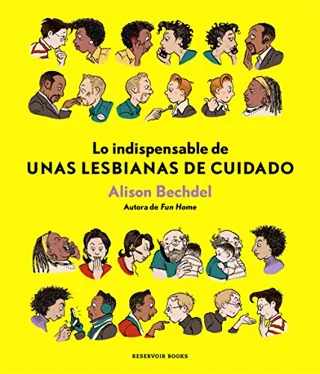 Lo indispensable de
UNAS LESBIANAS DE CUIDADO
Alison Bechdel
Autora de Fun Home
RESERVOIR BOOKS